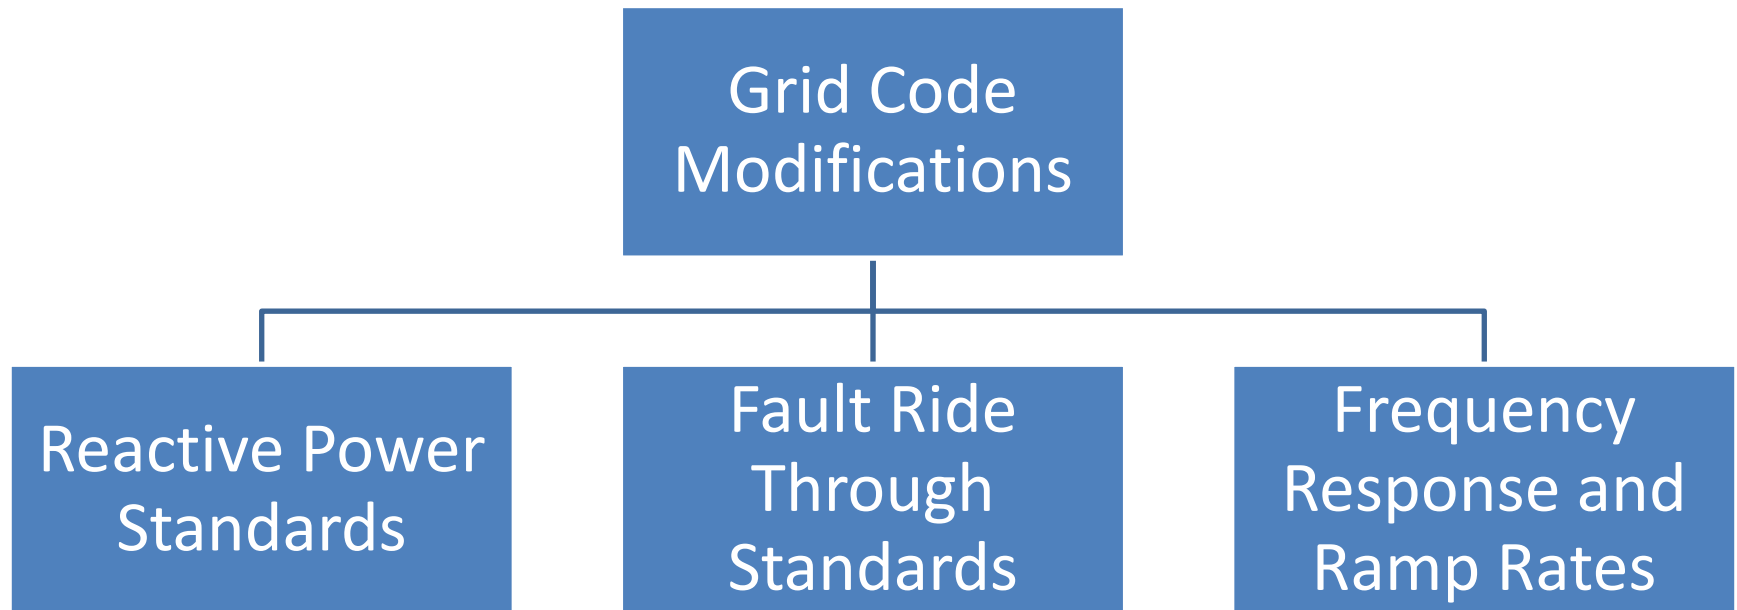 Grid Code
Modifications
Reactive Power
Standards
Fault Ride
Through
Standards
Frequency
Response and
Ramp Rates